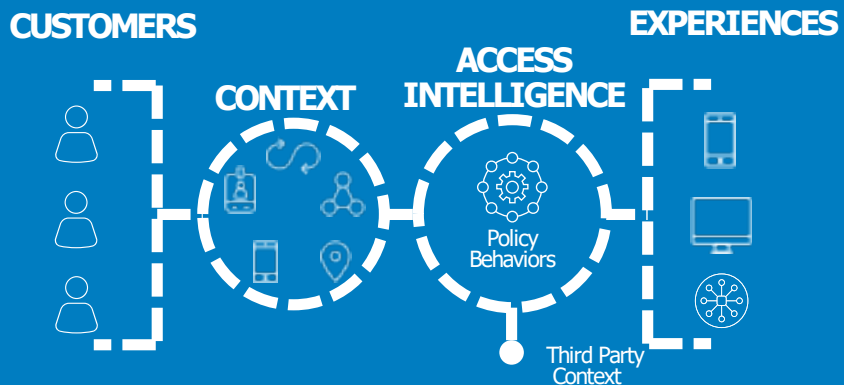 CUSTOMERS
CONTEXT
ACCESS
INTELLIGENCE
EXPERIENCES
Policy
Behaviors
Third Party
Context